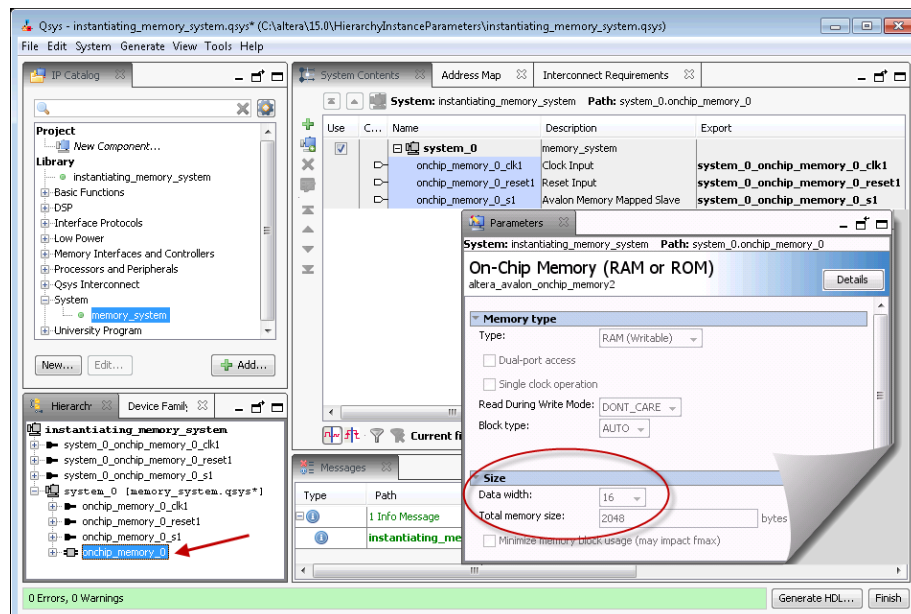 Qsys - instantiating_memory_system.qsys* (C:\altera\15.0\HierarchyInstanceParameters\instantiating_memory_system.qsys)
File Edit System Generate View Tools Help
IP Catalog
Project
New Component...
Library
instantiating_memory_system
Basic Functions
DSP
Interface Protocols
Low Power
Memory Interfaces and Controllers
Processors and Peripherals
Qsys Interconnect
System
memory_system
University Program
New... Edit... Add...
Hierarchy Device Family
instantiating_memory_system
system_0_onchip_memory_0_clk1
system_0_onchip_memory_0_reset1
system_0_onchip_memory_0_s1
system_0 [memory_system.qsys*]
onchip_memory_0_clk1
onchip_memory_0_reset1
onchip_memory_0_s1
onchip_memory_0
System Contents Address Map Interconnect Requirements
System: instantiating_memory_system Path: system_0.onchip_memory_0
Use C... Name Description Export
system_0 memory_system
onchip_memory_0_clk1 Clock Input system_0_onchip_memory_0_clk1
onchip_memory_0_reset1 Reset Input system_0_onchip_memory_0_reset1
onchip_memory_0_s1 Avalon Memory Mapped Slave system_0_onchip_memory_0_s1
Current fi
Messages
Type Path
1 Info Message
instantiating_me
Parameters
System: instantiating_memory_system Path: system_0.onchip_memory_0
On-Chip Memory (RAM or ROM)
altera_avalon_onchip_memory2
Details
Memory type
Type: RAM (Writable)
Dual-port access
Single clock operation
Read During Write Mode: DONT_CARE
Block type: AUTO
Size
Data width: 16
Total memory size: 2048 bytes
Minimize memory block usage (may impact fmax)
0 Errors, 0 Warnings
Generate HDL... Finish